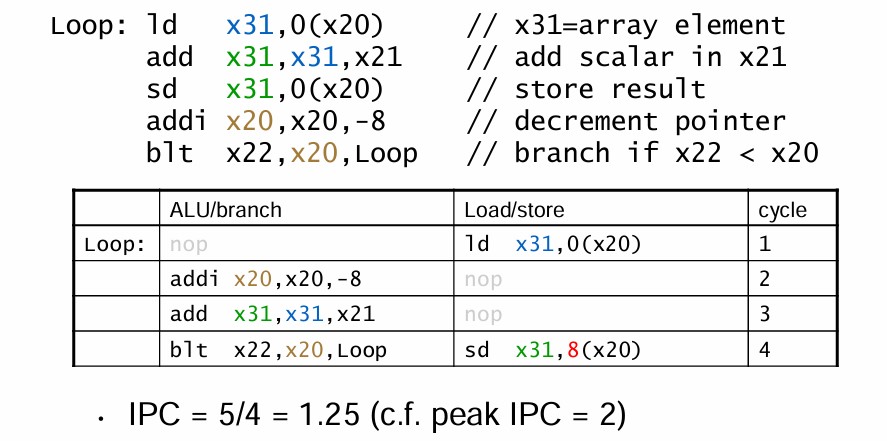 Loop: ld x31,0(x20) // x31=array element
add x31,x31,x21 // add scalar in x21
sd x31,0(x20) // store result
addi x20,x20,-8 // decrement pointer
blt x22,x20,Loop // branch if x22 < x20
ALU/branch Load/store cycle
Loop: nop ld x31,0(x20) 1
addi x20,x20,-8 nop 2
add x31,x31,x21 nop 3
blt x22,x20,Loop sd x31,8(x20) 4
· IPC = 5/4 = 1.25 (c.f. peak IPC = 2)